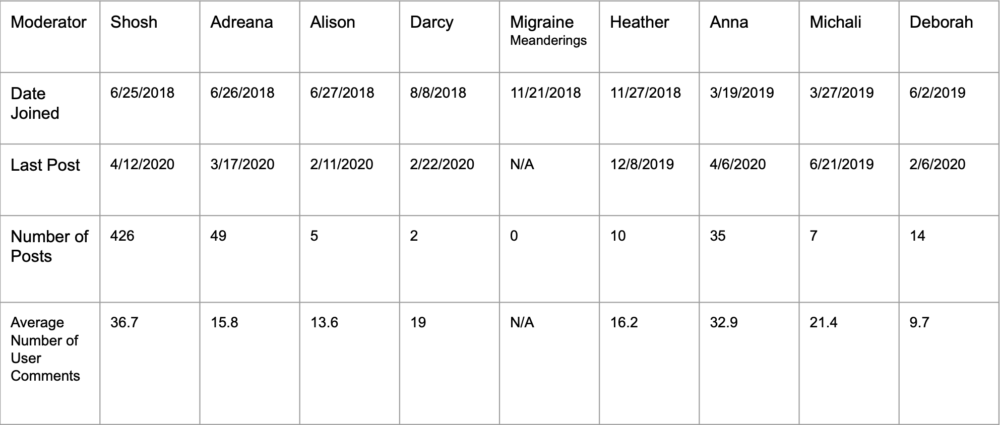 Moderator Shosh Adreana Alison Darcy Migraine Heather Anna Michali Deborah
Meanderings
Date 6/25/2018 6/26/2018 6/27/2018 8/8/2018 11/21/2018 11/27/2018 3/19/2019 3/27/2019 6/2/2019
Joined
Last Post 4/12/2020 3/17/2020 2/11/2020 2/22/2020 N/A 12/8/2019 4/6/2020 6/21/2019 2/6/2020
Number of 426 49 5 2 0 10 35 7 14
Posts
Average 36.7 15.8 13.6 19 N/A 16.2 32.9 21.4 9.7
Number of
User
Comments